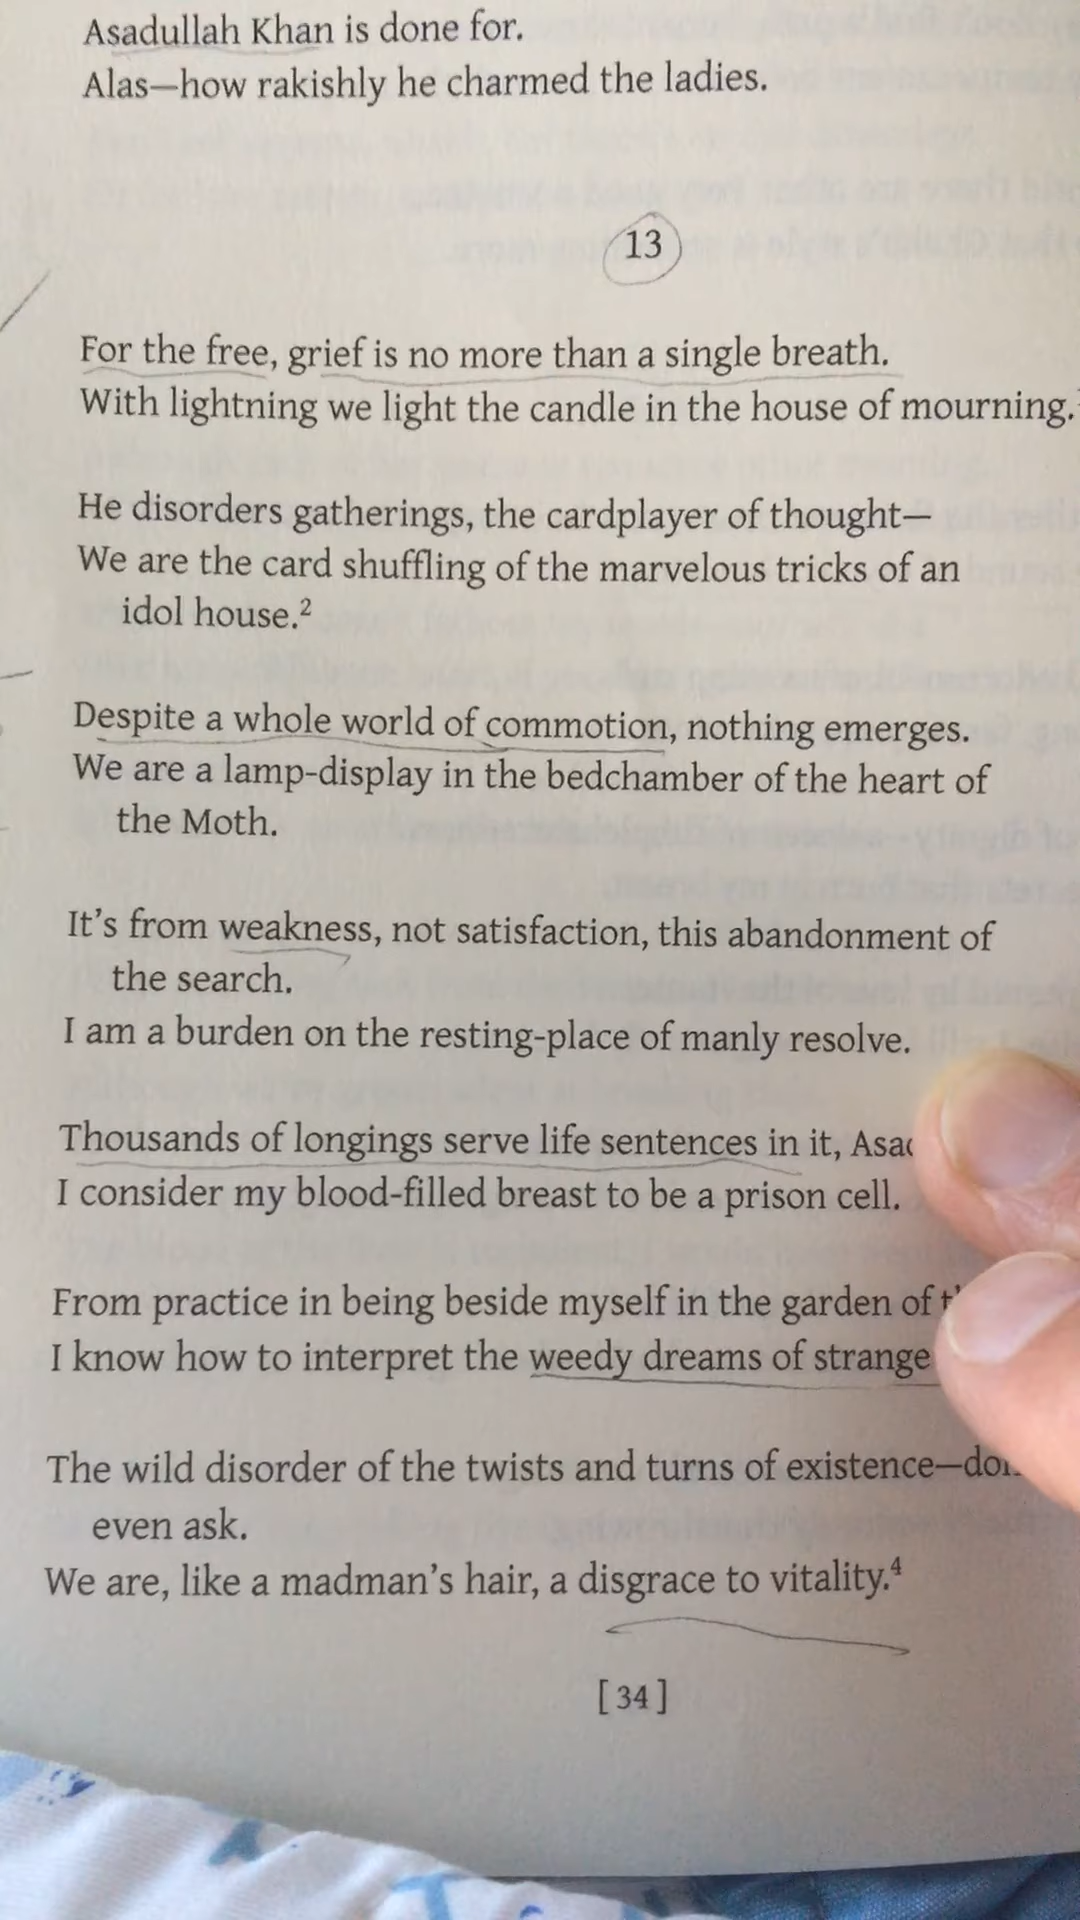 Asadullah Khan is done for.
Alas—how rakishly he charmed the ladies.
13
For the free, grief is no more than a single breath.
With lightning we light the candle in the house of mourning.
He disorders gatherings, the cardplayer of thought—
We are the card shuffling of the marvelous tricks of an
idol house.²
Despite a whole world of commotion, nothing emerges.
We are a lamp-display in the bedchamber of the heart of
the Moth.
It's from weakness, not satisfaction, this abandonment of
the search.
I am a burden on the resting-place of manly resolve.
Thousands of longings serve life sentences in it,
I consider my blood-filled breast to be a prison cell.
From practice in being beside myself in the garden of
I know how to interpret the weedy dreams of strange
The wild disorder of the twists and turns of existence—
even ask.
We are, like a madman's hair, a disgrace to vitality.⁴
[34]